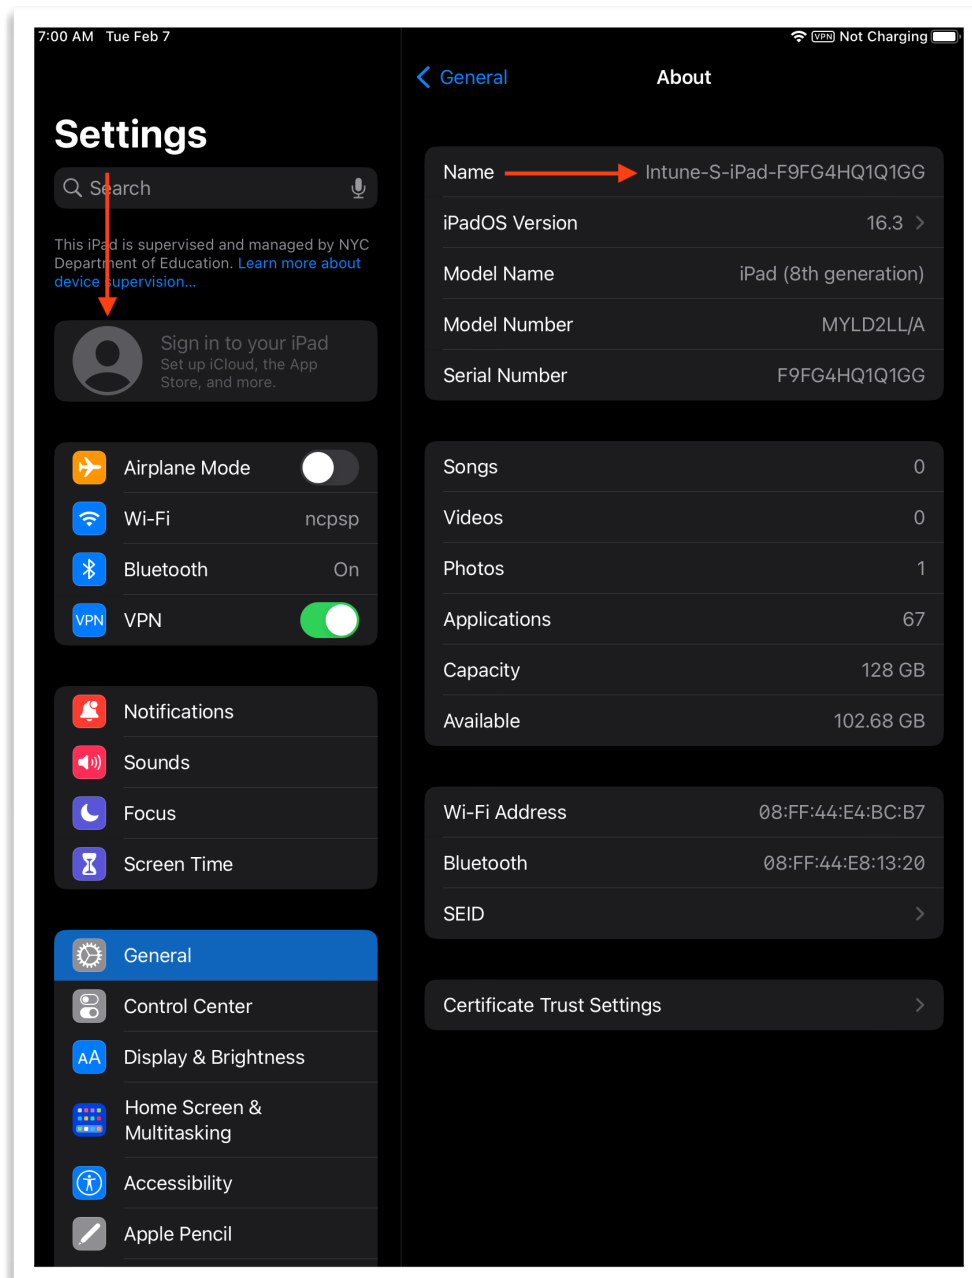 7:00 AM Tue Feb 7
VPN Not Charging
Settings
Search
This iPad is supervised and managed by NYC
Department of Education. Learn more about
device supervision...
Sign in to your iPad
Set up iCloud, the App
Store, and more.
Airplane Mode
Wi-Fi ncpsp
Bluetooth On
VPN VPN
Notifications
Sounds
Focus
Screen Time
General
Control Center
AA Display & Brightness
Home Screen &
Multitasking
Accessibility
Apple Pencil
General
About
Name Intune-S-iPad-F9FG4HQ1Q1GG
iPadOS Version 16.3
Model Name iPad (8th generation)
Model Number MYLD2LL/A
Serial Number F9FG4HQ1Q1GG
Songs 0
Videos 0
Photos 1
Applications 67
Capacity 128 GB
Available 102.68 GB
Wi-Fi Address 08:FF:44:E4:BC:B7
Bluetooth 08:FF:44:E8:13:20
SEID
Certificate Trust Settings